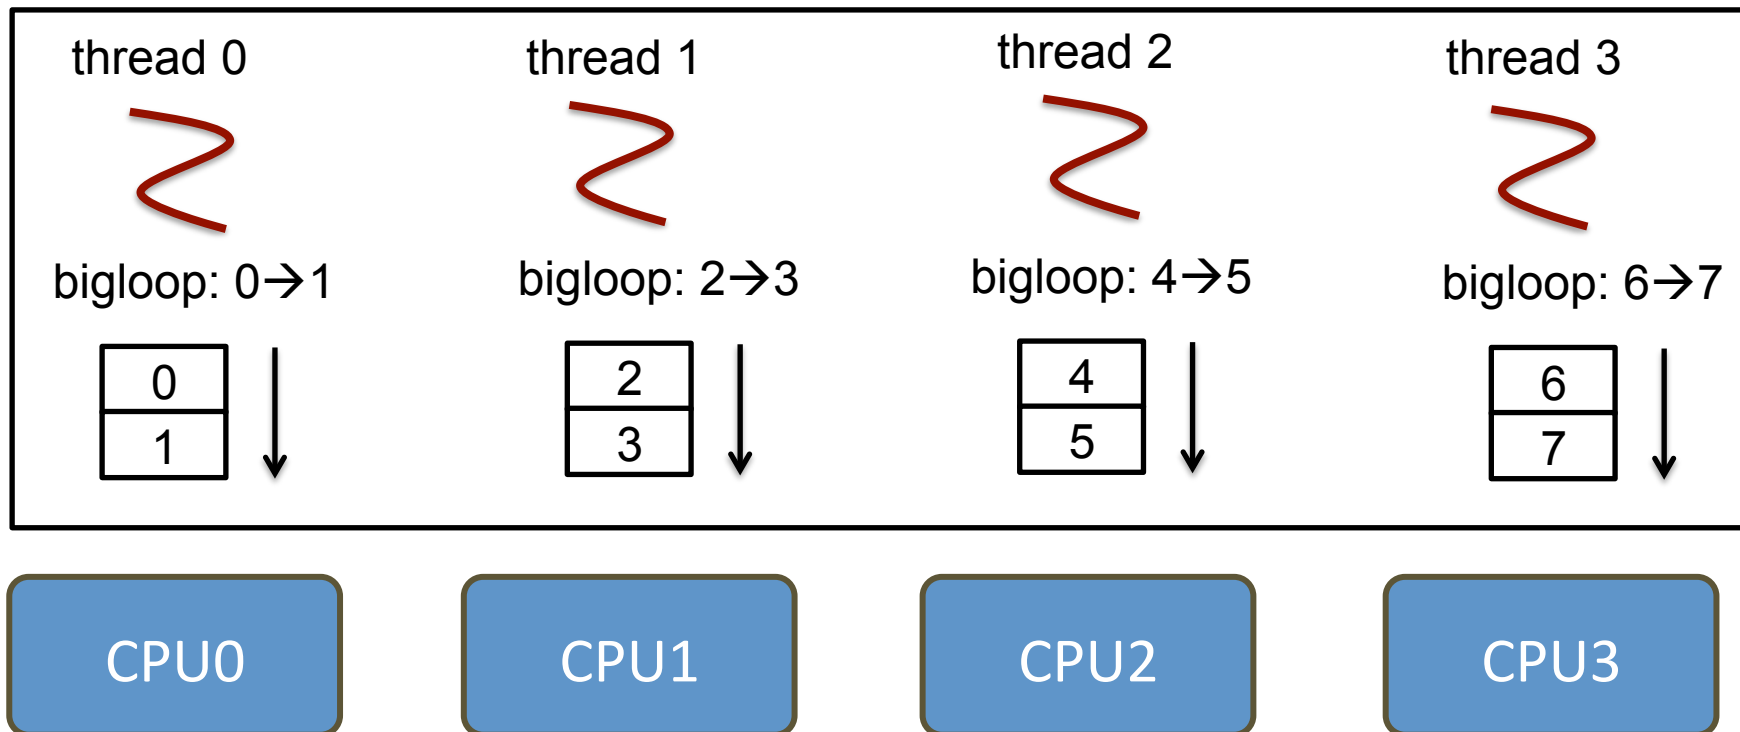 thread 0
thread 1
thread 2
thread 3
bigloop: 0→1
bigloop: 2→3
bigloop: 4→5
bigloop: 6→7
0
1
2
3
4
5
6
7
CPU0
CPU1
CPU2
CPU3